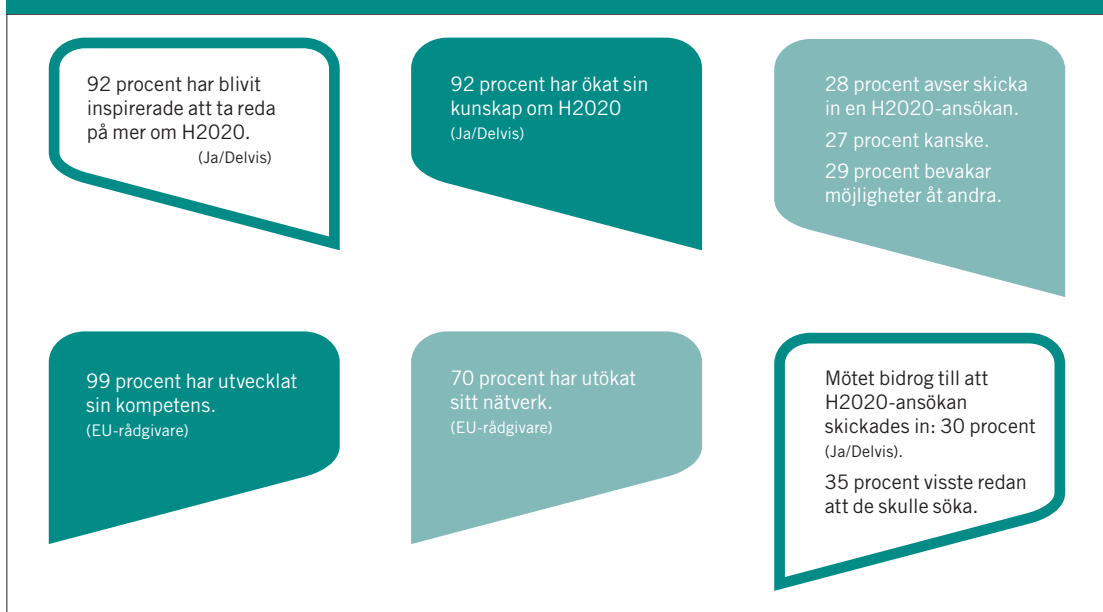 92 procent har blivit
inspirerade att ta reda
på mer om H2020.
(Ja/Delvis)
92 procent har ökat sin
kunskap om H2020
(Ja/Delvis)
28 procent avser skicka
in en H2020-ansökan.
27 procent kanske.
29 procent bevakar
möjligheter åt andra.
99 procent har utvecklat
sin kompetens.
(EU-rådgivare)
70 procent har utökat
sitt nätverk.
(EU-rådgivare)
Mötet bidrog till att
H2020-ansökan
skickades in: 30 procent
(Ja/Delvis).
35 procent visste redan
att de skulle söka.